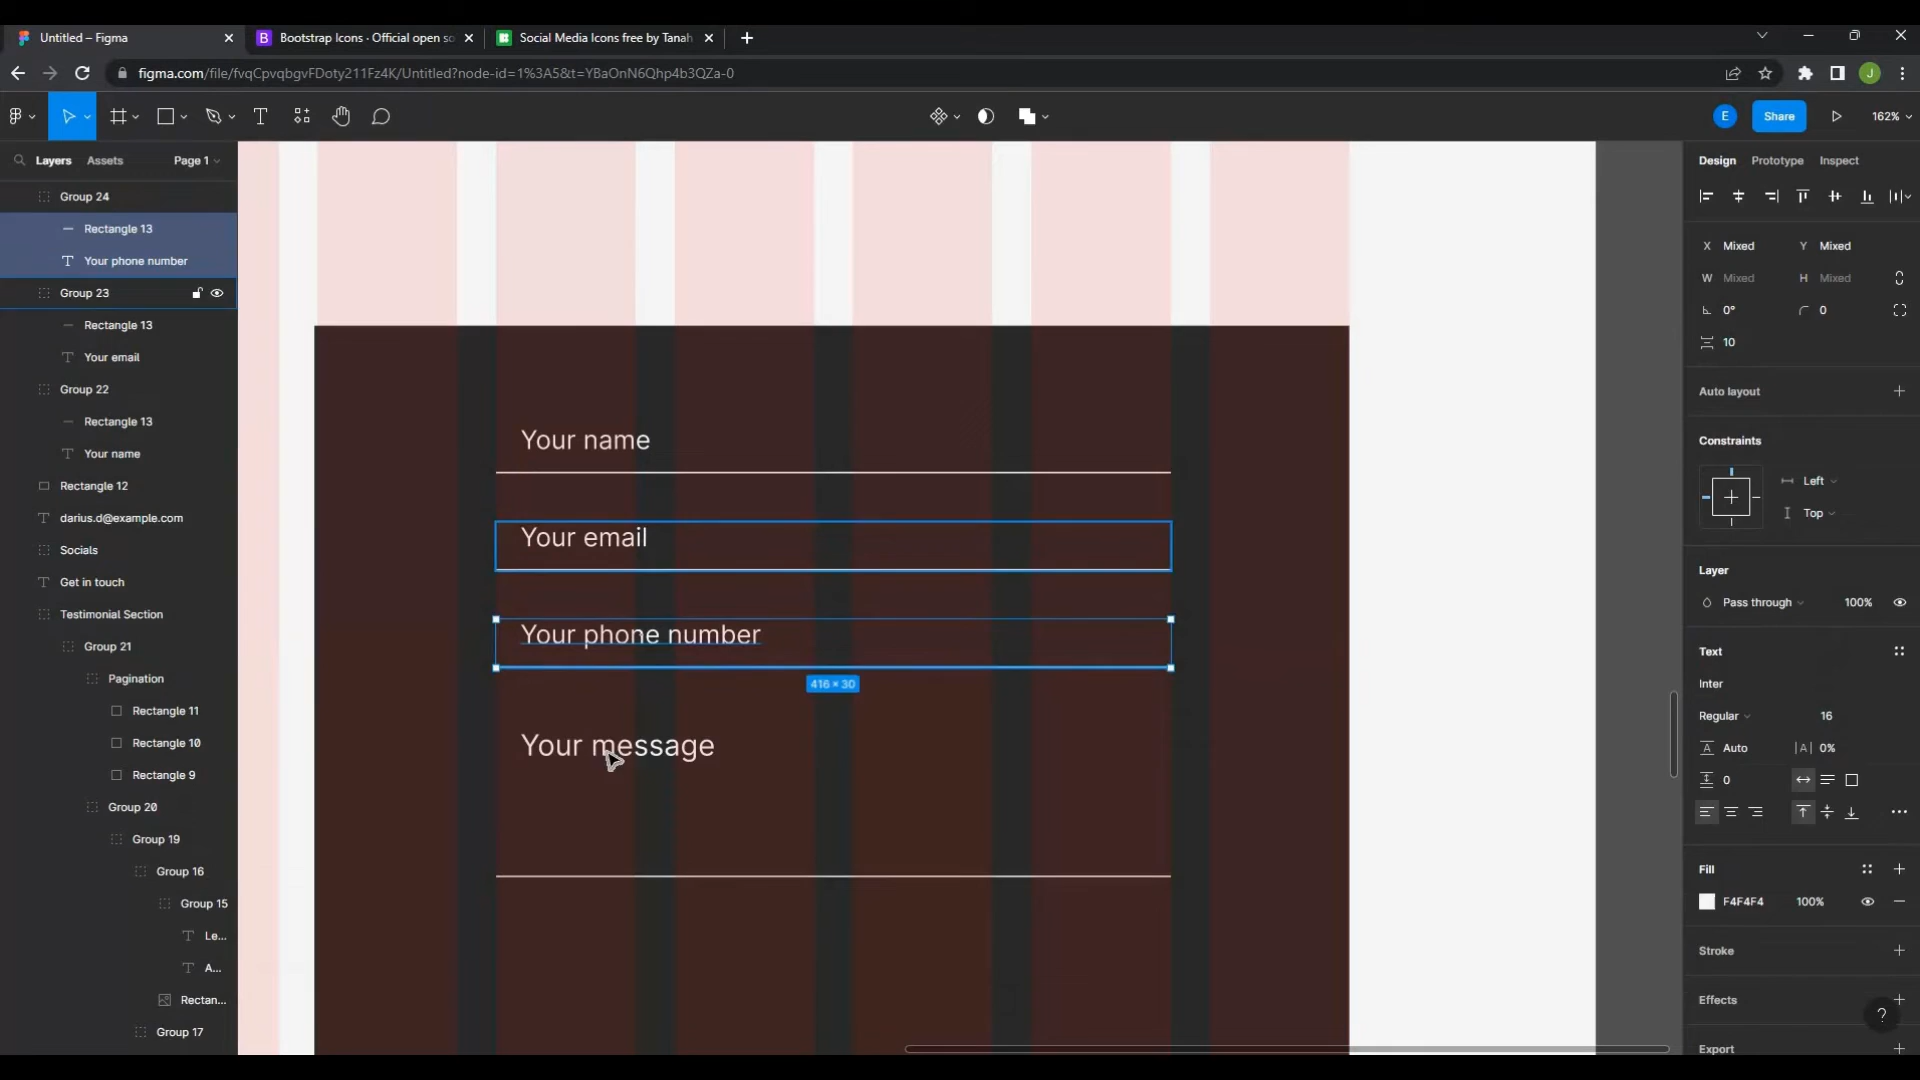 Untitled – Figma
Bootstrap Icons · Official open so
Social Media Icons free by Tanah
figma.com/file/fvqCpvqbgvFDoty211Fz4K/Untitled?node-id=1%3A5&t=YBaOnN6Qhp4b3QZa-0
J
E
Share
162%
Layers
Assets
Page 1
Group 24
Rectangle 13
Your phone number
Group 23
Rectangle 13
Your email
Group 22
Rectangle 13
Your name
Rectangle 12
darius.d@example.com
Socials
Get in touch
Testimonial Section
Group 21
Pagination
Rectangle 11
Rectangle 10
Rectangle 9
Group 20
Group 19
Group 16
Group 15
Le...
A...
Rectan...
Group 17
Your name
Your email
Your phone number
416 × 30
Your message
Design
Prototype
Inspect
X Mixed
Y Mixed
W Mixed
H Mixed
0°
0
10
Auto layout
Constraints
Left
Top
Layer
Pass through
100%
Text
Inter
Regular
16
Auto
0%
0
Fill
F4F4F4
100%
Stroke
Effects
?
Export